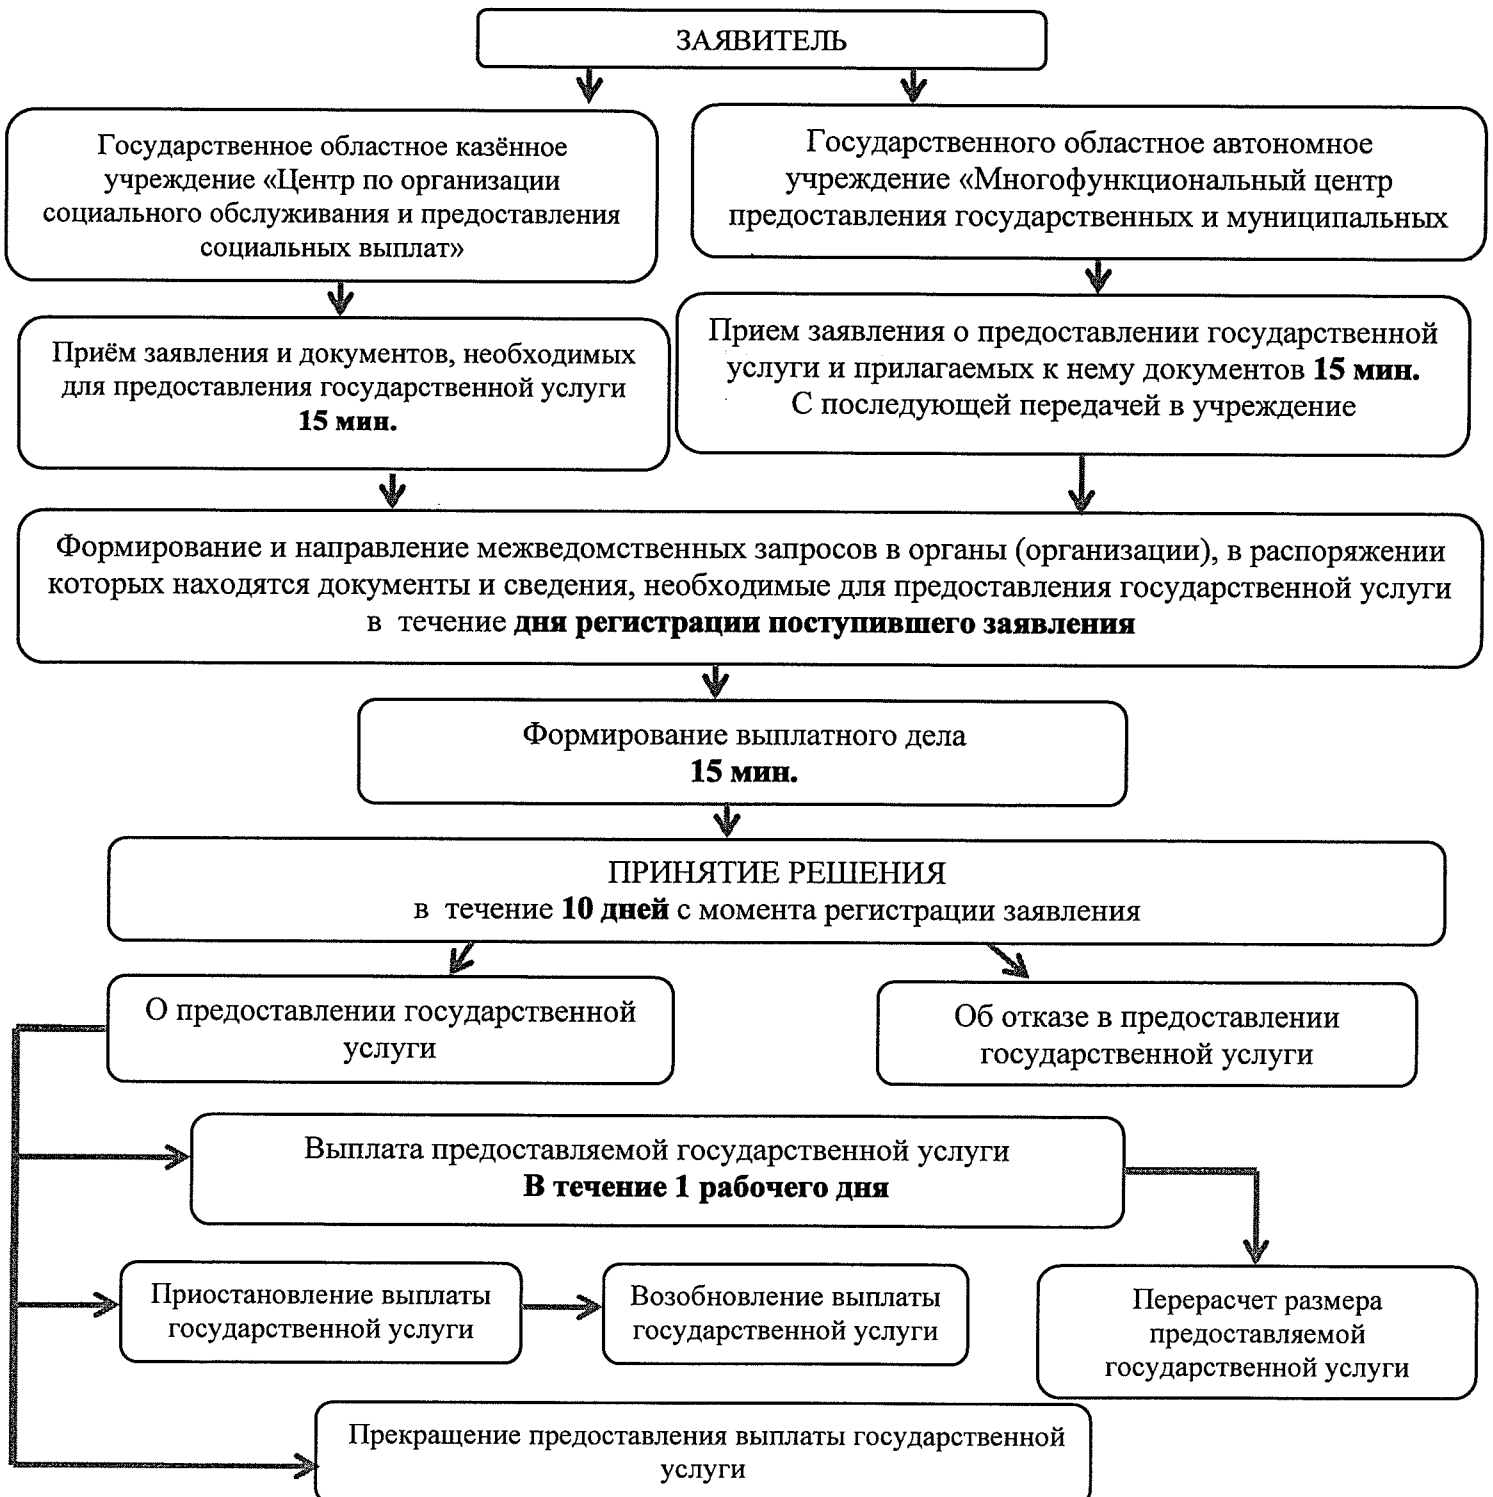 ЗАЯВИТЕЛЬ
Государственное областное казённое
учреждение «Центр по организации
социального обслуживания и предоставления
социальных выплат»
Государственного областное автономное
учреждение «Многофункциональный центр
предоставления государственных и муниципальных
Приём заявления и документов, необходимых
для предоставления государственной услуги
15 мин.
Прием заявления о предоставлении государственной
услуги и прилагаемых к нему документов 15 мин.
С последующей передачей в учреждение
Формирование и направление межведомственных запросов в органы (организации), в распоряжении
которых находятся документы и сведения, необходимые для предоставления государственной услуги
в течение дня регистрации поступившего заявления
Формирование выплатного дела
15 мин.
ПРИНЯТИЕ РЕШЕНИЯ
в течение 10 дней с момента регистрации заявления
О предоставлении государственной
услуги
Об отказе в предоставлении
государственной услуги
Выплата предоставляемой государственной услуги
В течение 1 рабочего дня
Приостановление выплаты
государственной услуги
Возобновление выплаты
государственной услуги
Перерасчет размера
предоставляемой
государственной услуги
Прекращение предоставления выплаты государственной
услуги